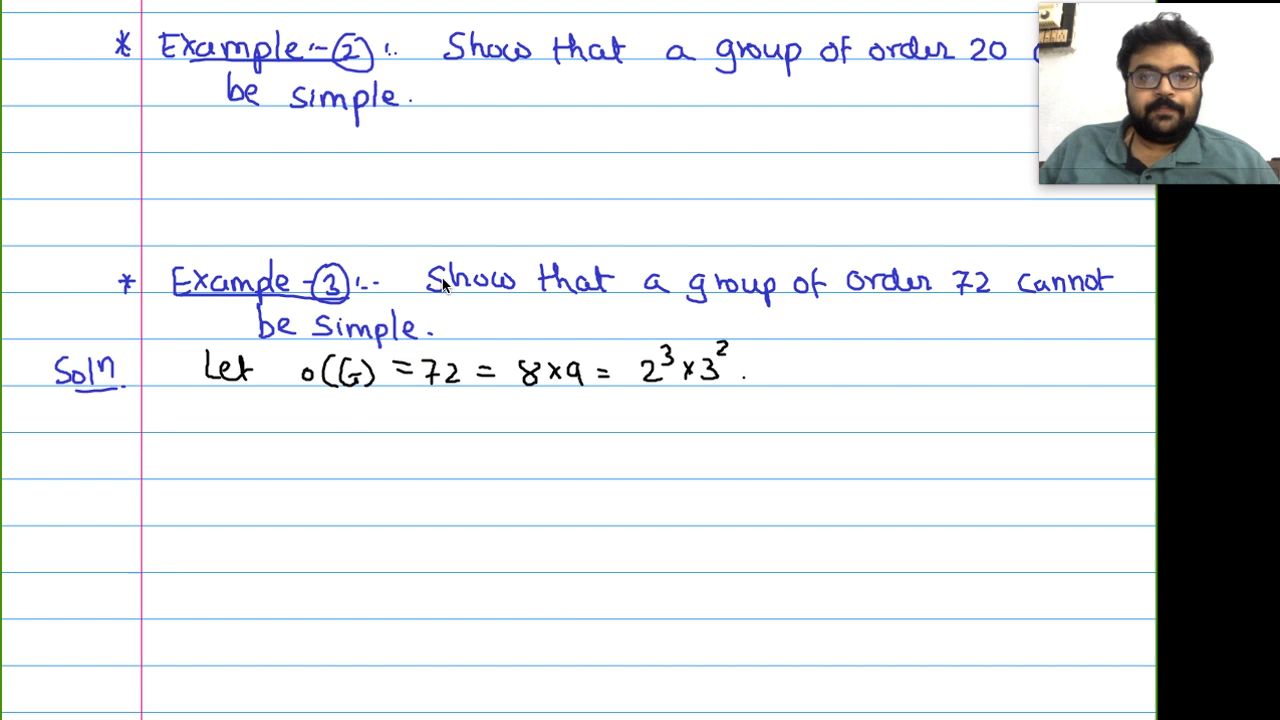 * Example :- (2) :. Show that a group of order 20
be simple.
* Example - (3) :-. Show that a group of order 72 cannot
be simple.
Solⁿ. Let o(G) = 72 = 8×9 = 2³×3².